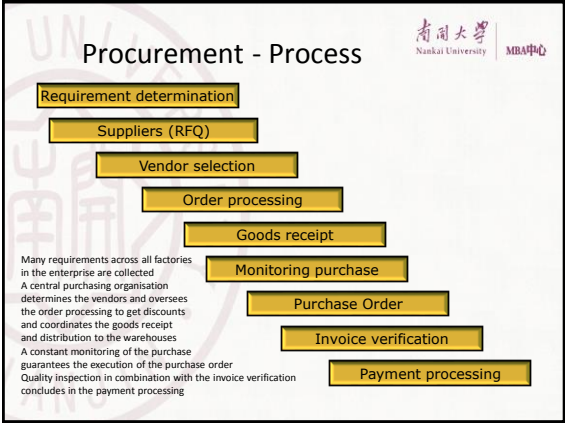 Procurement - Process
南開大學
Nankai University
MBA中心
Requirement determination
Suppliers (RFQ)
Vendor selection
Order processing
Goods receipt
Monitoring purchase
Purchase Order
Invoice verification
Payment processing
Many requirements across all factories
in the enterprise are collected
A central purchasing organisation
determines the vendors and oversees
the order processing to get discounts
and coordinates the goods receipt
and distribution to the warehouses
A constant monitoring of the purchase
guarantees the execution of the purchase order
Quality inspection in combination with the invoice verification
concludes in the payment processing